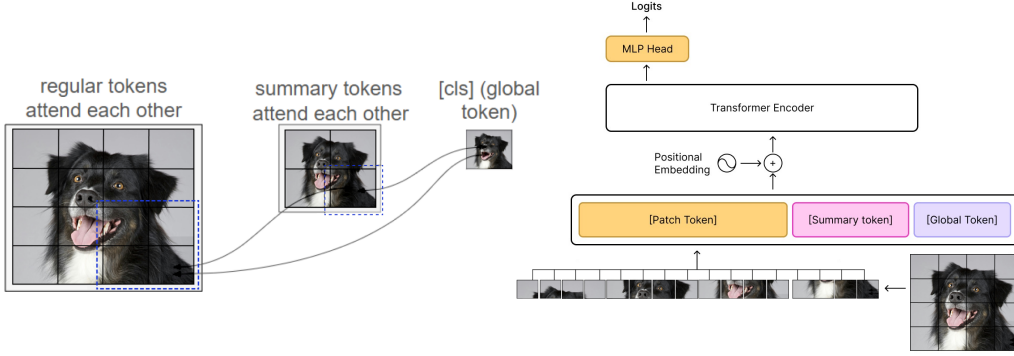 regular tokens
attend each other
summary tokens
attend each other
[cls] (global
token)
Logits
MLP Head
Transformer Encoder
Positional
Embedding
+
[Patch Token]
[Summary token]
[Global Token]